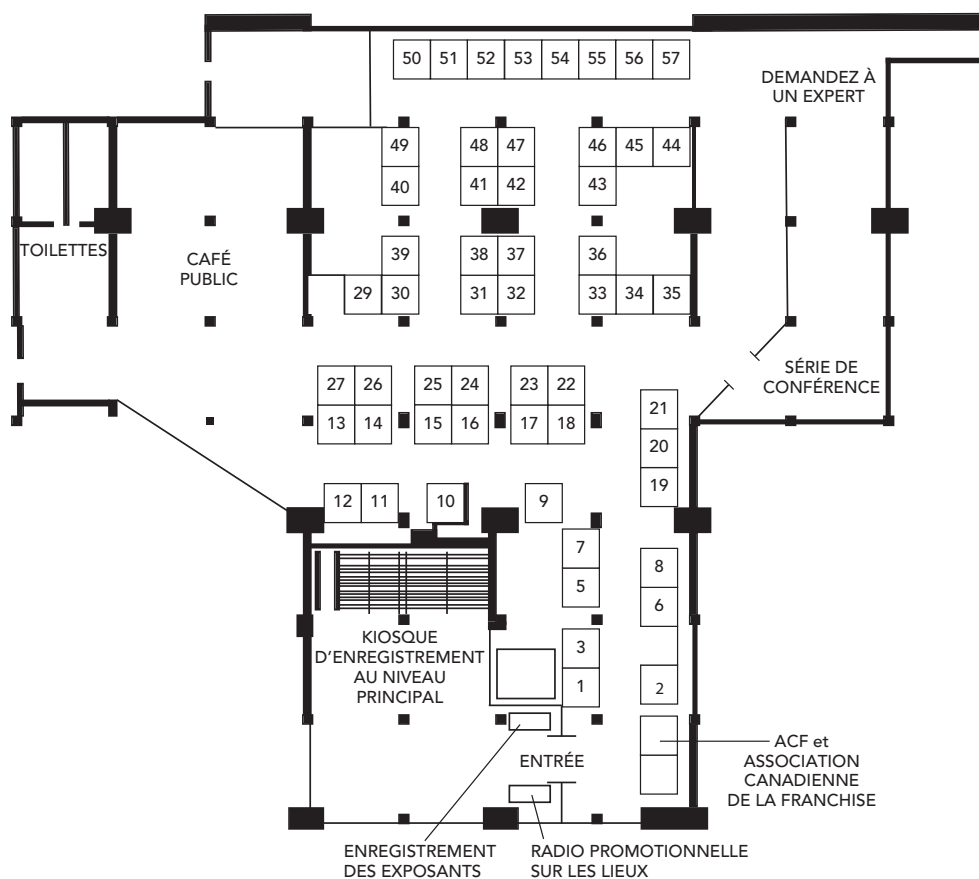 50 51 52 53 54 55 56 57
DEMANDEZ À
UN EXPERT
49 48 47 46 45 44
40 41 42 43
TOILETTES
CAFÉ
PUBLIC
39 38 37 36
29 30 31 32 33 34 35
SÉRIE DE
CONFÉRENCE
27 26 25 24 23 22
13 14 15 16 17 18
21
20
19
12 11 10 9
7
5
8
6
KIOSQUE
D'ENREGISTREMENT
AU NIVEAU
PRINCIPAL
3
1
2
ENTRÉE
ACF et
ASSOCIATION
CANADIENNE
DE LA FRANCHISE
ENREGISTREMENT
DES EXPOSANTS
RADIO PROMOTIONNELLE
SUR LES LIEUX